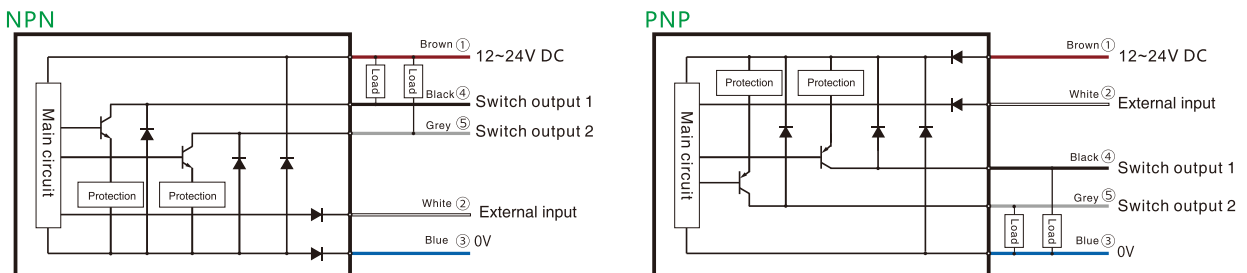 NPN
Brown ① 12~24V DC
Load
Load
Black ④ Switch output 1
Grey ⑤ Switch output 2
Main circuit
Protection
Protection
White ② External input
Blue ③ 0V
PNP
Brown ① 12~24V DC
Protection
Protection
White ② External input
Main circuit
Black ④ Switch output 1
Grey ⑤ Switch output 2
Load
Load
Blue ③ 0V